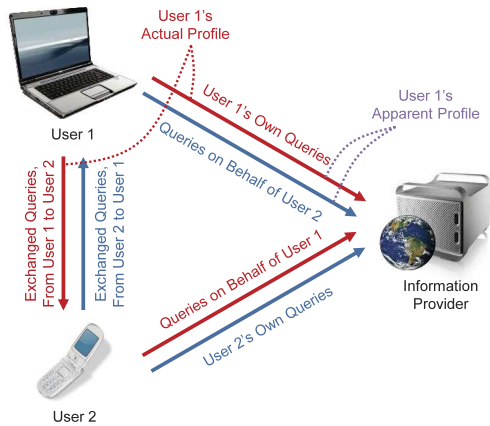 User 1’s
Actual Profile
User 1’s Own Queries
Queries on Behalf of User 2
User 1’s
Apparent Profile
User 1
Exchanged Queries,
From User 1 to User 2
Exchanged Queries,
From User 2 to User 1
Queries on Behalf of User 1
User 2’s Own Queries
Information
Provider
User 2